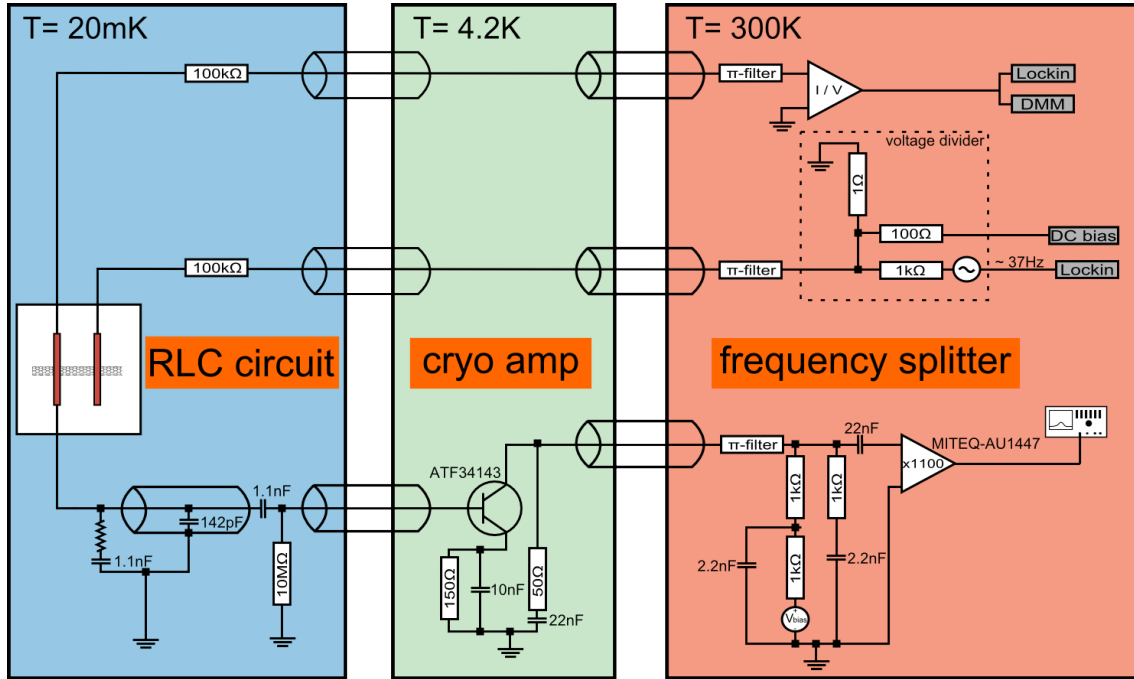 T= 20mK
T= 4.2K
T= 300K
100kΩ
π-filter
I / V
Lockin
DMM
voltage divider
1Ω
100Ω
DC bias
100kΩ
π-filter
1kΩ
~ 37Hz
Lockin
RLC circuit
cryo amp
frequency splitter
ATF34143
π-filter
22nF
MITEQ-AU1447
x1100
1.1nF
142pF
1.1nF
10MΩ
150Ω
10nF
50Ω
22nF
1kΩ
1kΩ
2.2nF
1kΩ
2.2nF
Vbias